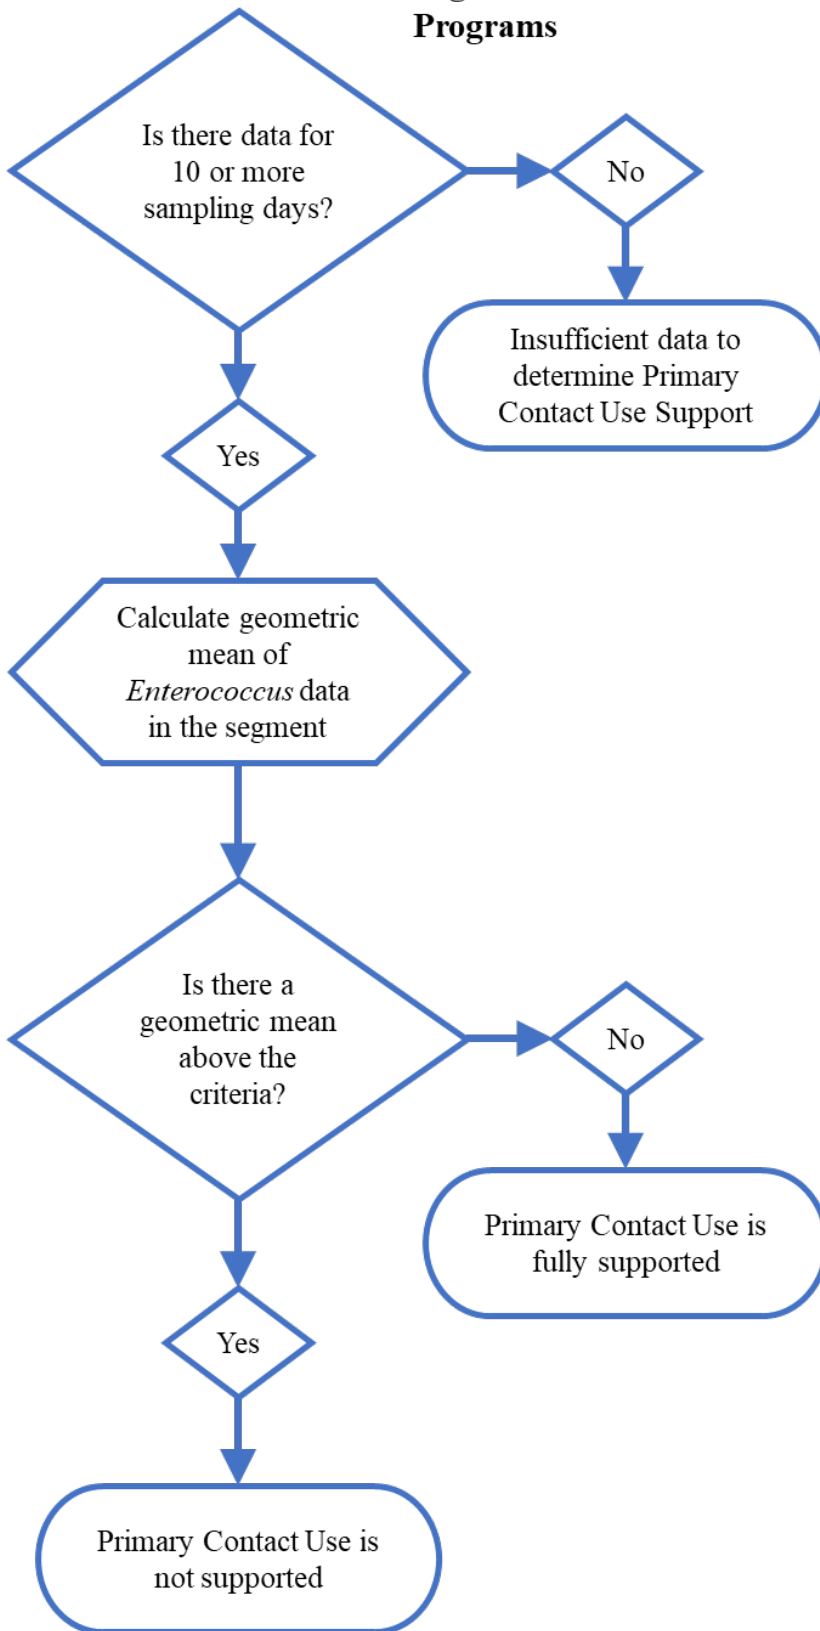 Programs
Is there data for
10 or more
sampling days?
No
Insufficient data to
determine Primary
Contact Use Support
Yes
Calculate geometric
mean of
Enterococcus data
in the segment
Is there a
geometric mean
above the
criteria?
No
Primary Contact Use is
fully supported
Yes
Primary Contact Use is
not supported